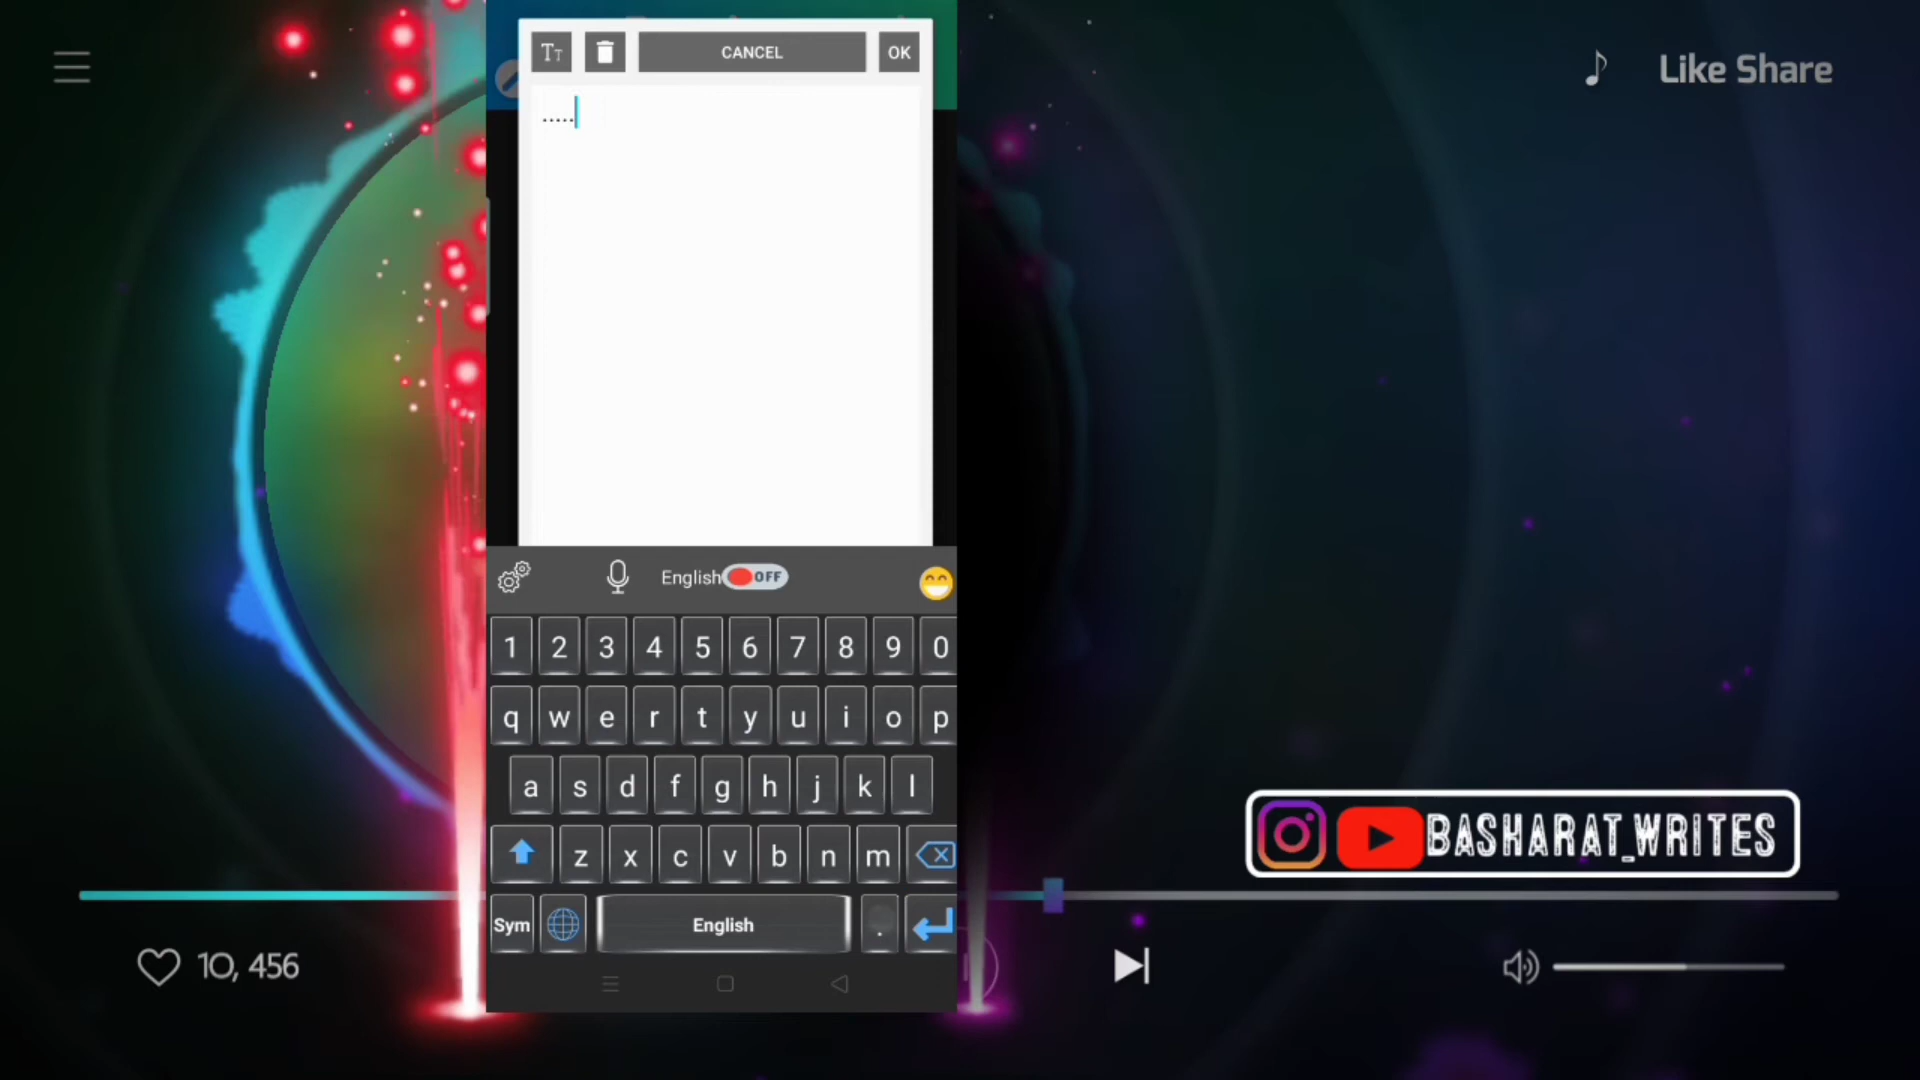 Tt
CANCEL
OK
Like Share
.....
English OFF
1 2 3 4 5 6 7 8 9 0
q w e r t y u i o p
a s d f g h j k l
z x c v b n m
Sym English .
BASHARAT_WRITES
10, 456